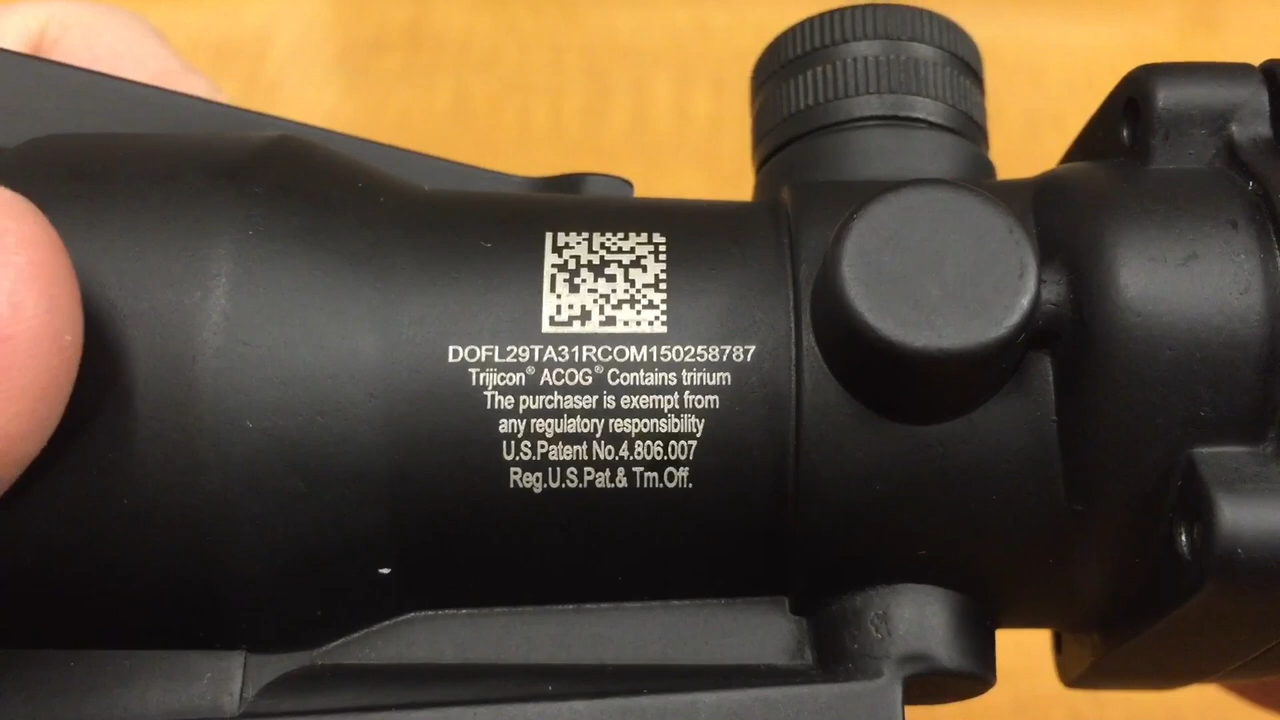 DOFL29TA31RCOM150258787
Trijicon® ACOG® Contains tririum
The purchaser is exempt from
any regulatory responsibility
U.S.Patent No.4.806.007
Reg.U.S.Pat.& Tm.Off.